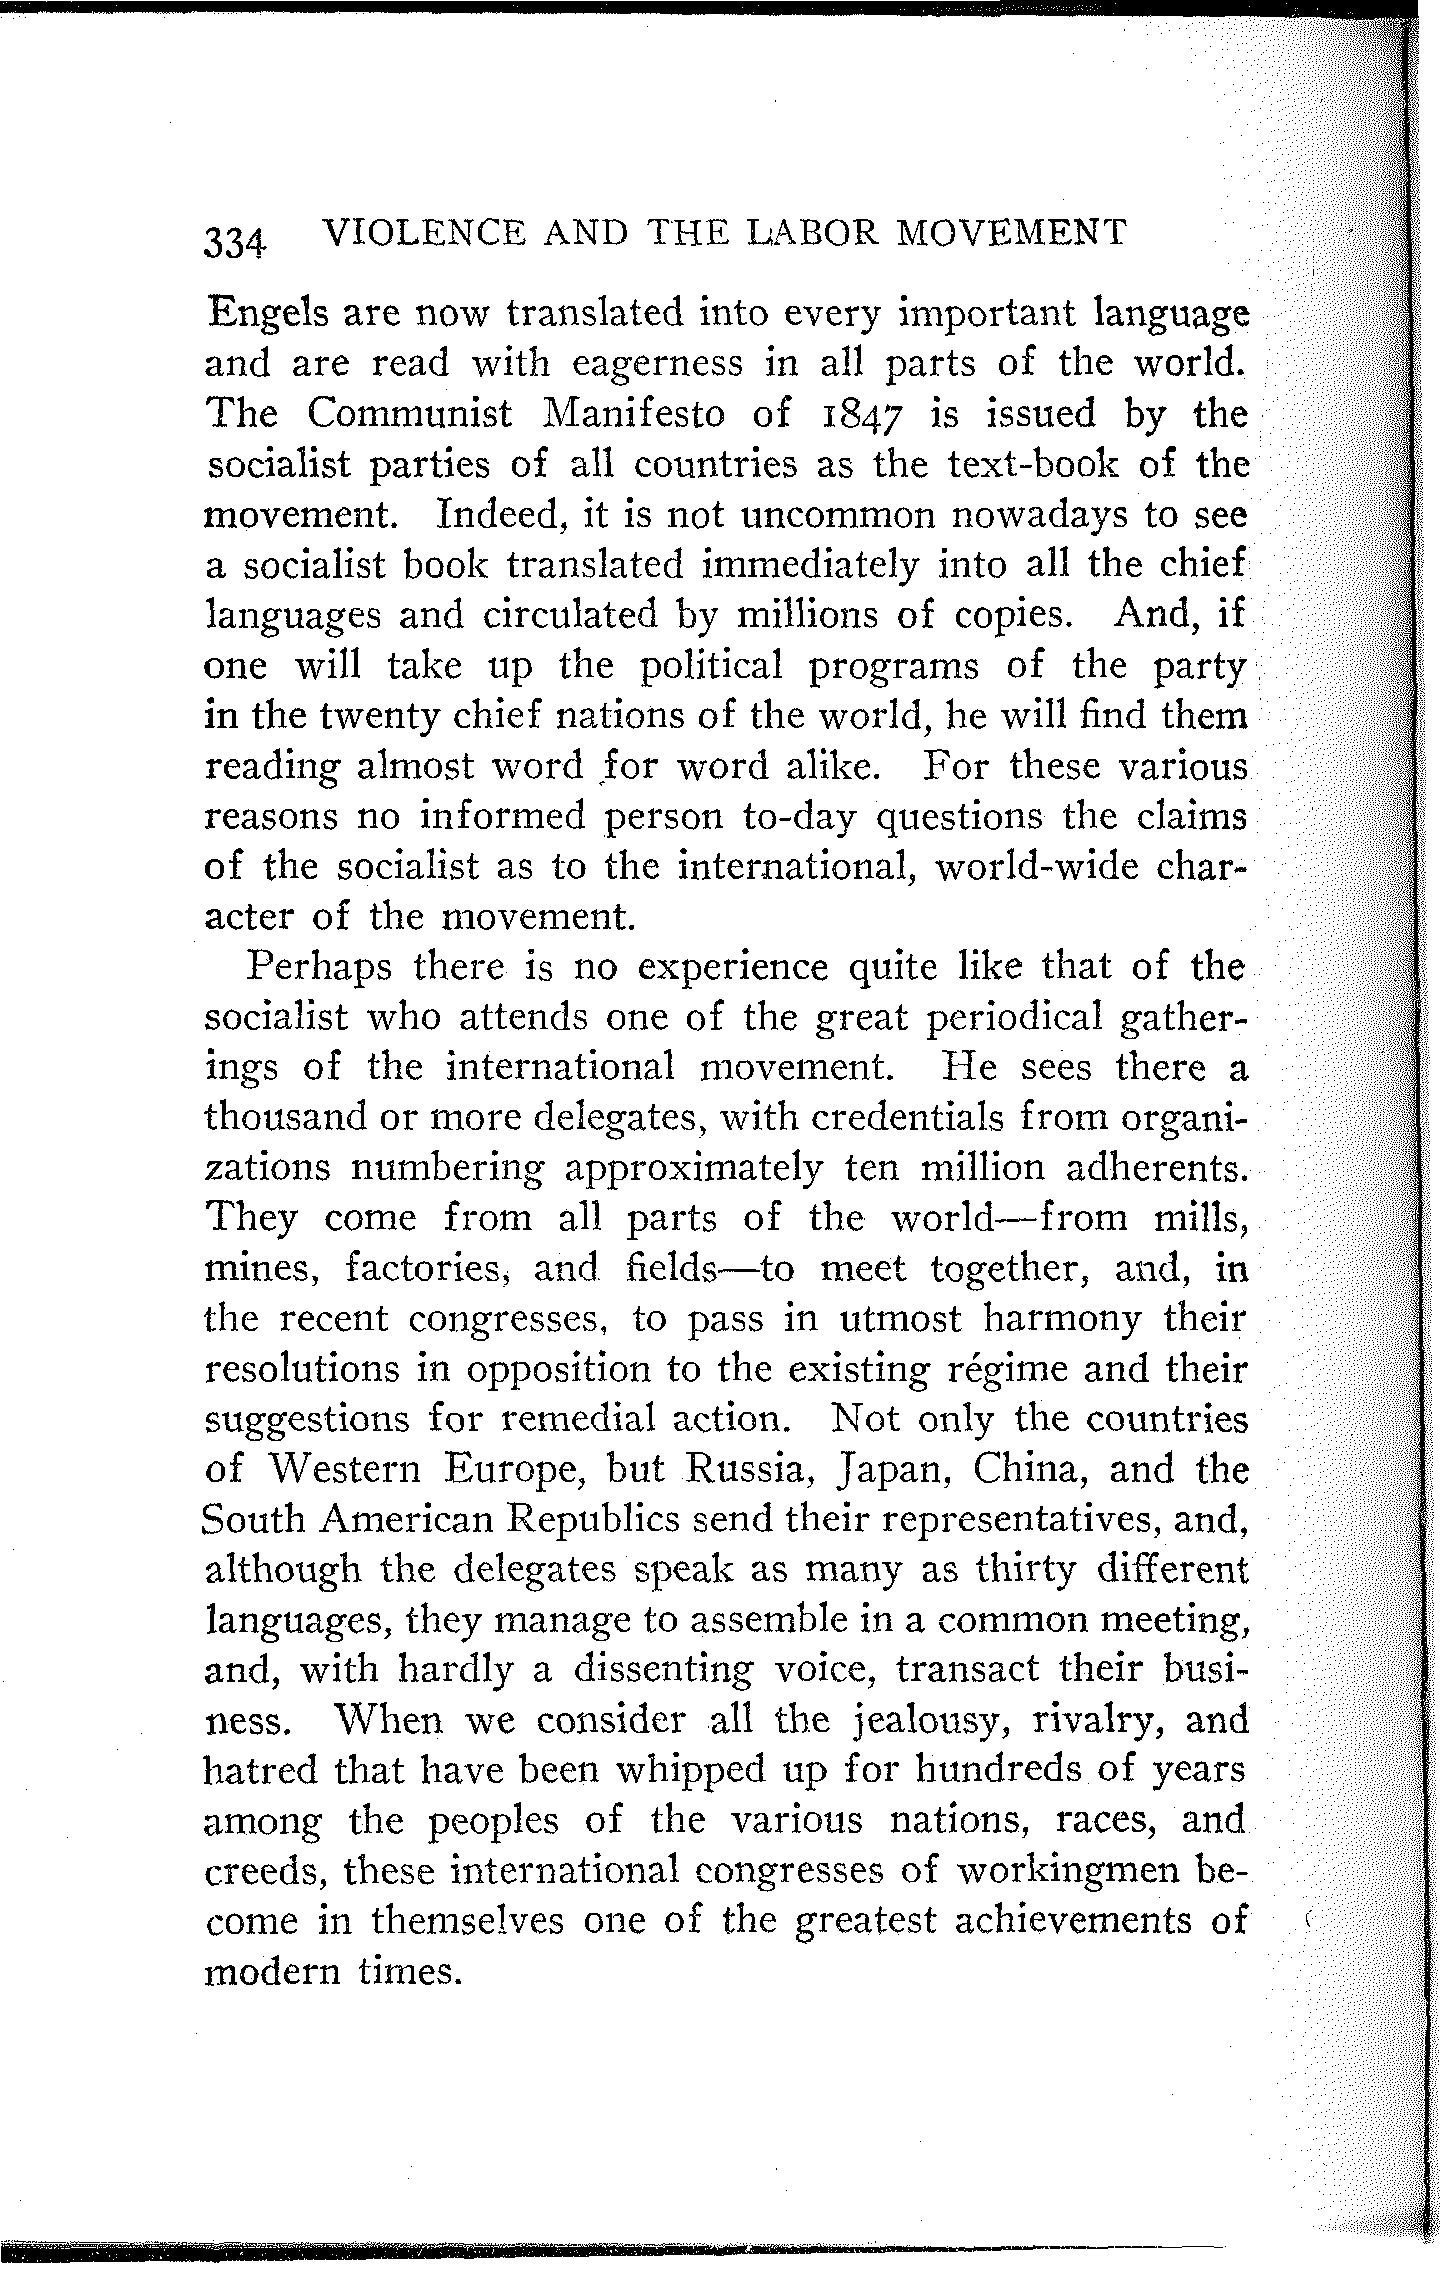 334 VIOLENCE AND THE LABOR MOVEMENT
Engels are now translated into every important language
and are read with eagerness in all parts of the world.
The Communist Manifesto of 1847 is issued by the
socialist parties of all countries as the text-book of the
movement. Indeed, it is not uncommon nowadays to see
a socialist book translated immediately into all the chief
languages and circulated by millions of copies. And, if
one will take up the political programs of the party
in the twenty chief nations of the world, he will find them
reading almost word for word alike. For these various
reasons no informed person to-day questions the claims
of the socialist as to the international, world-wide char-
acter of the movement.
Perhaps there is no experience quite like that of the
socialist who attends one of the great periodical gather-
ings of the international movement. He sees there a
thousand or more delegates, with credentials from organi-
zations numbering approximately ten million adherents.
They come from all parts of the world—from mills,
mines, factories, and fields—to meet together, and, in
the recent congresses, to pass in utmost harmony their
resolutions in opposition to the existing régime and their
suggestions for remedial action. Not only the countries
of Western Europe, but Russia, Japan, China, and the
South American Republics send their representatives, and,
although the delegates speak as many as thirty different
languages, they manage to assemble in a common meeting,
and, with hardly a dissenting voice, transact their busi-
ness. When we consider all the jealousy, rivalry, and
hatred that have been whipped up for hundreds of years
among the peoples of the various nations, races, and
creeds, these international congresses of workingmen be-
come in themselves one of the greatest achievements of
modern times.